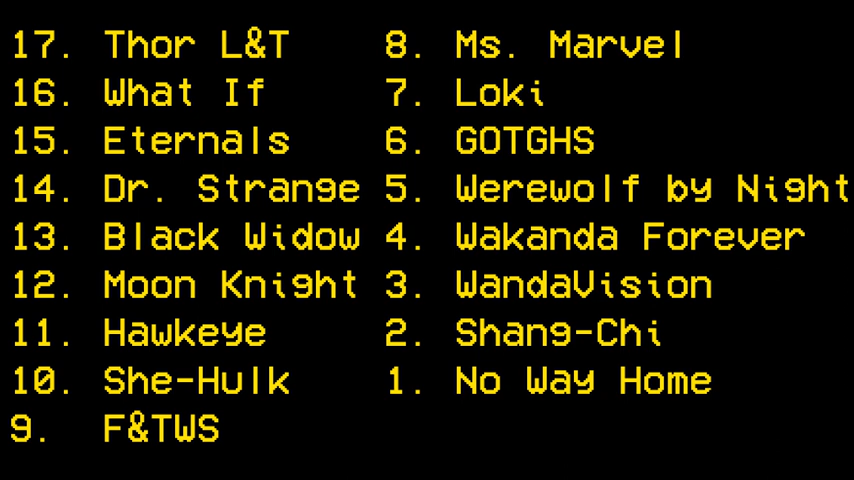 17. Thor L&T
16. What If
15. Eternals
14. Dr. Strange
13. Black Widow
12. Moon Knight
11. Hawkeye
10. She-Hulk
9. F&TWS
8. Ms. Marvel
7. Loki
6. GOTGHS
5. Werewolf by Night
4. Wakanda Forever
3. WandaVision
2. Shang-Chi
1. No Way Home